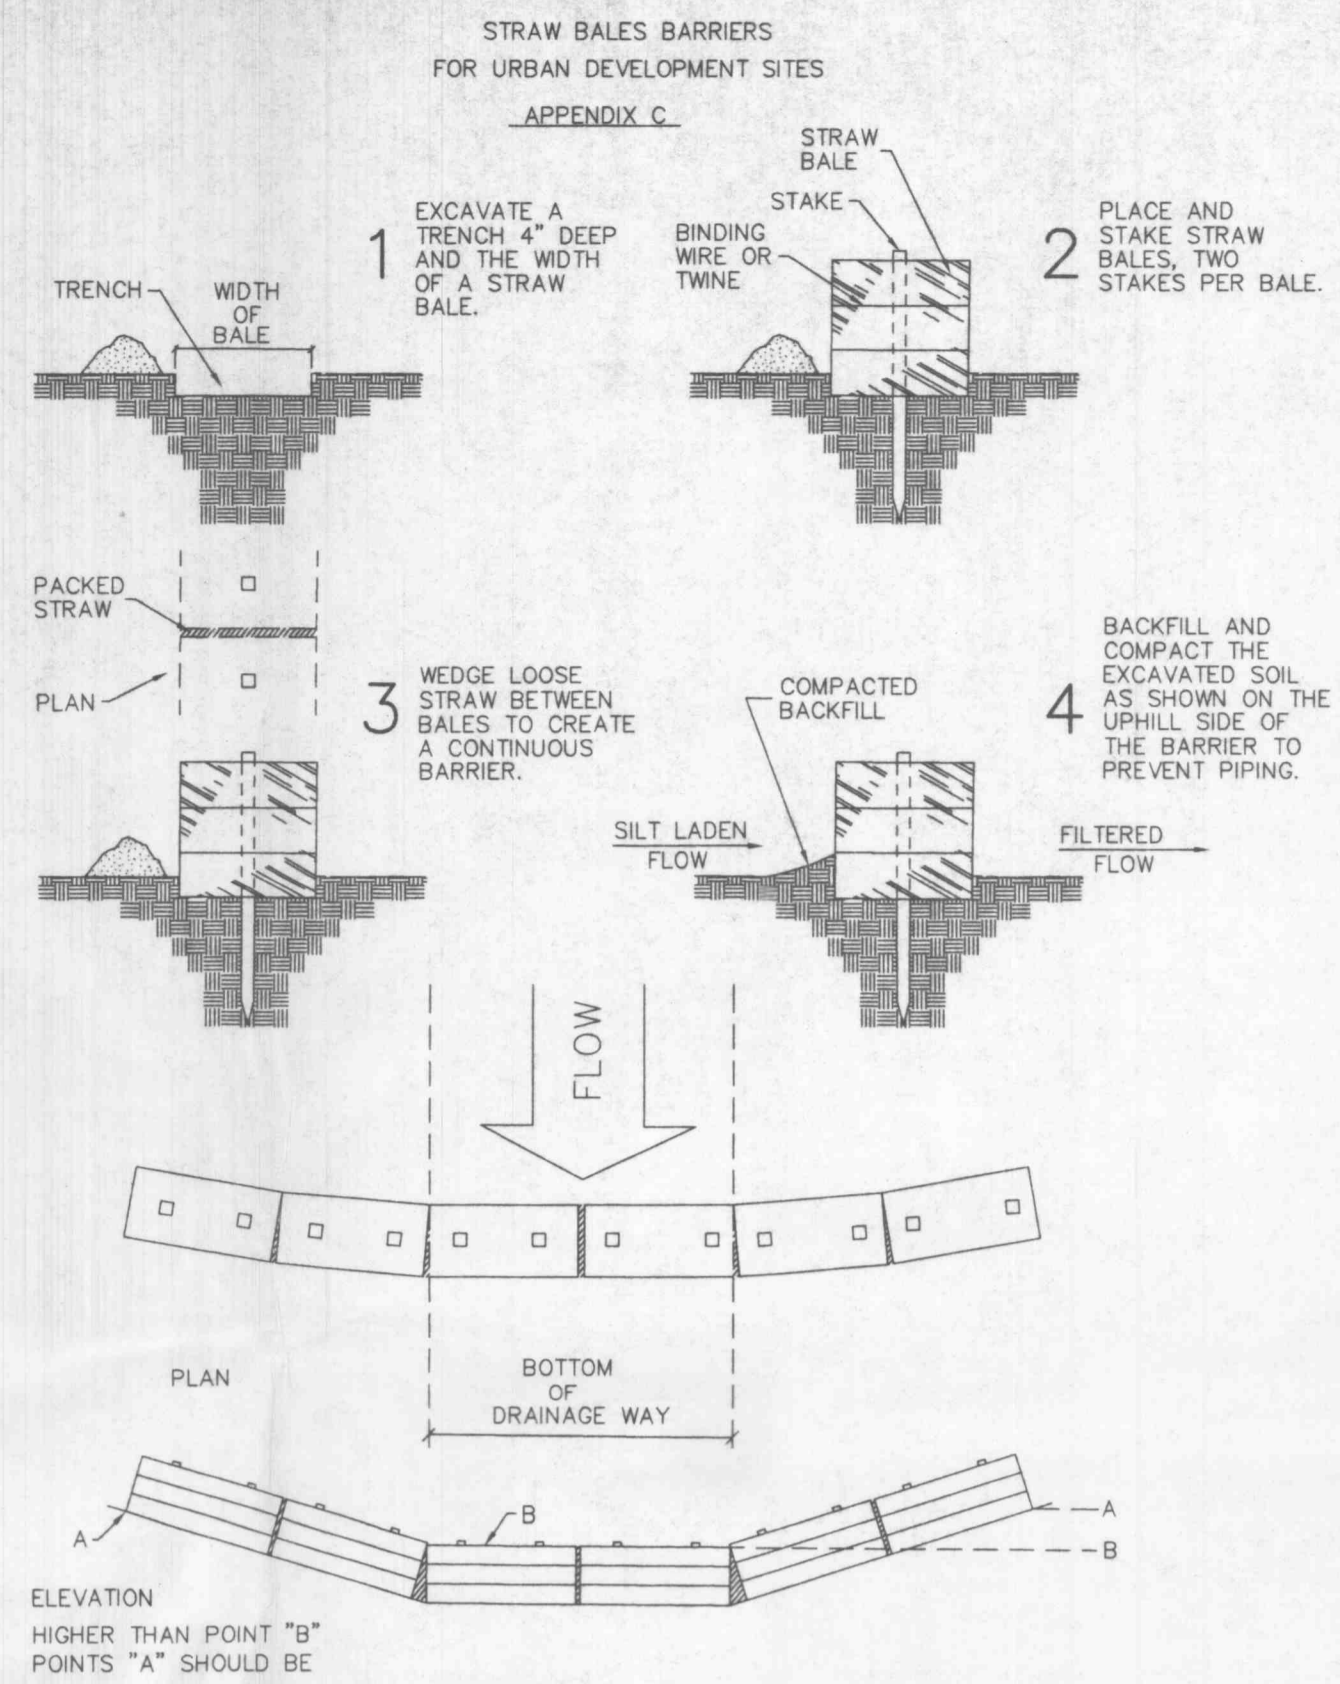 STRAW BALES BARRIERS
FOR URBAN DEVELOPMENT SITES
APPENDIX C
1
EXCAVATE A
TRENCH 4" DEEP
AND THE WIDTH
OF A STRAW
BALE.
TRENCH
WIDTH
OF
BALE
STRAW
BALE
STAKE
BINDING
WIRE OR
TWINE
2
PLACE AND
STAKE STRAW
BALES, TWO
STAKES PER BALE.
PACKED
STRAW
PLAN
3
WEDGE LOOSE
STRAW BETWEEN
BALES TO CREATE
A CONTINUOUS
BARRIER.
COMPACTED
BACKFILL
4
BACKFILL AND
COMPACT THE
EXCAVATED SOIL
AS SHOWN ON THE
UPHILL SIDE OF
THE BARRIER TO
PREVENT PIPING.
SILT LADEN
FLOW
FILTERED
FLOW
FLOW
PLAN
BOTTOM
OF
DRAINAGE WAY
A
B
A
B
ELEVATION
HIGHER THAN POINT "B"
POINTS "A" SHOULD BE